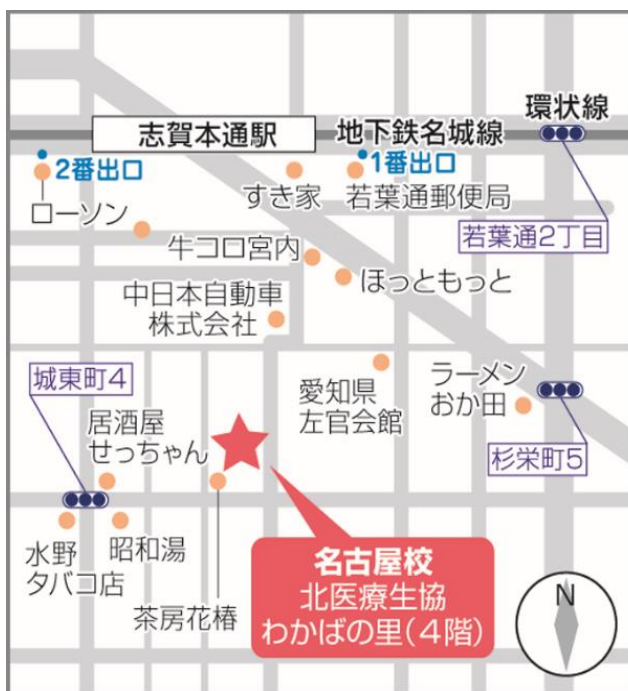 環状線
志賀本通駅
地下鉄名城線
2番出口
1番出口
ローソン
すき家
若葉通郵便局
若葉通2丁目
牛コロ宮内
ほっともっと
中日本自動車
株式会社
城東町4
愛知県
左官会館
ラーメン
おか田
居酒屋
せっちゃん
杉栄町5
水野
タバコ店
昭和湯
茶房花椿
名古屋校
北医療生協
わかばの里(4階)
N